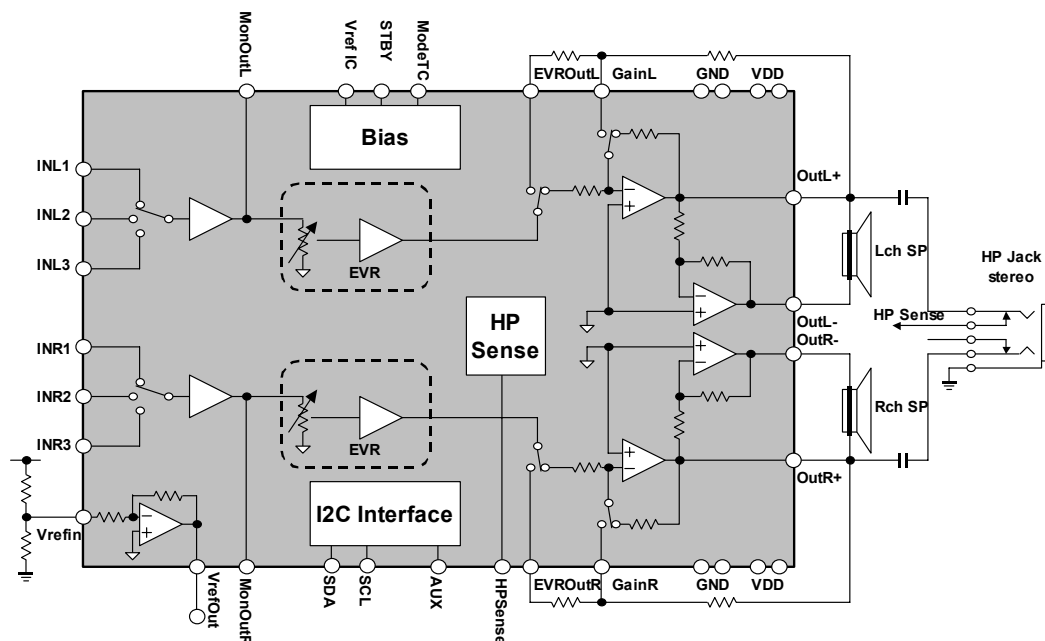 MonOutL
Vref IC
STBY
ModeTC
EVROutL
GainL
GND
VDD
Bias
INL1
INL2
INL3
EVR
OutL+
Lch SP
HP Jack
stereo
HP Sense
OutL-
OutR-
HP
Sense
INR1
INR2
INR3
EVR
Rch SP
OutR+
I2C Interface
Vrefin
VrefOut
MonOutR
SDA
SCL
AUX
HPSense
EVROutR
GainR
GND
VDD